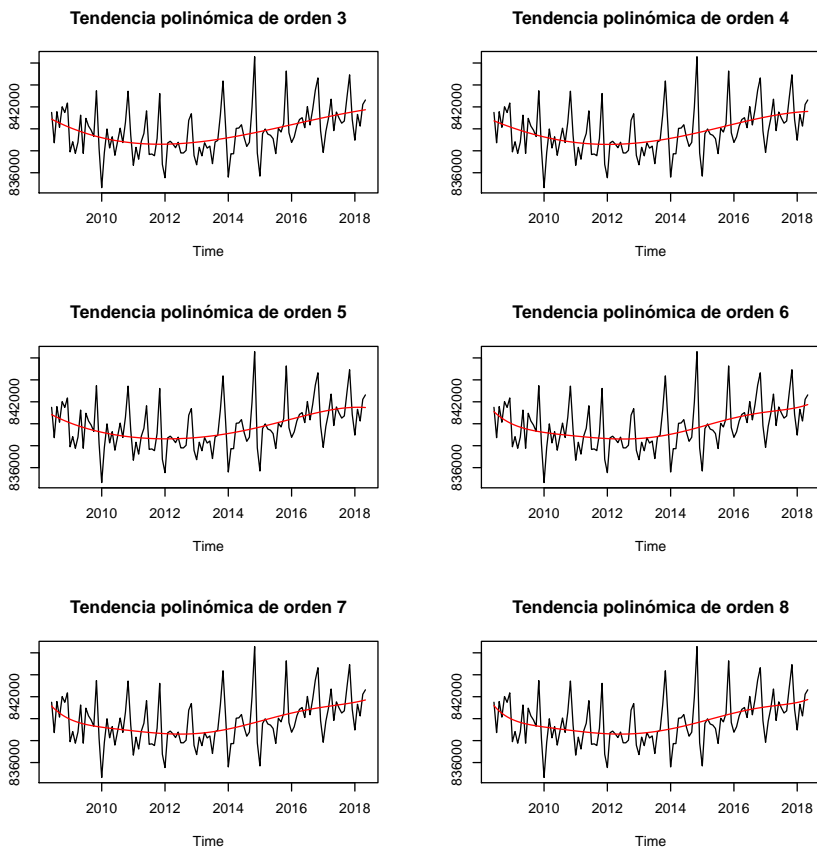 Tendencia polinómica de orden 3
842000
836000
2010 2012 2014 2016 2018
Time
Tendencia polinómica de orden 4
842000
836000
2010 2012 2014 2016 2018
Time
Tendencia polinómica de orden 5
842000
836000
2010 2012 2014 2016 2018
Time
Tendencia polinómica de orden 6
842000
836000
2010 2012 2014 2016 2018
Time
Tendencia polinómica de orden 7
842000
836000
2010 2012 2014 2016 2018
Time
Tendencia polinómica de orden 8
842000
836000
2010 2012 2014 2016 2018
Time